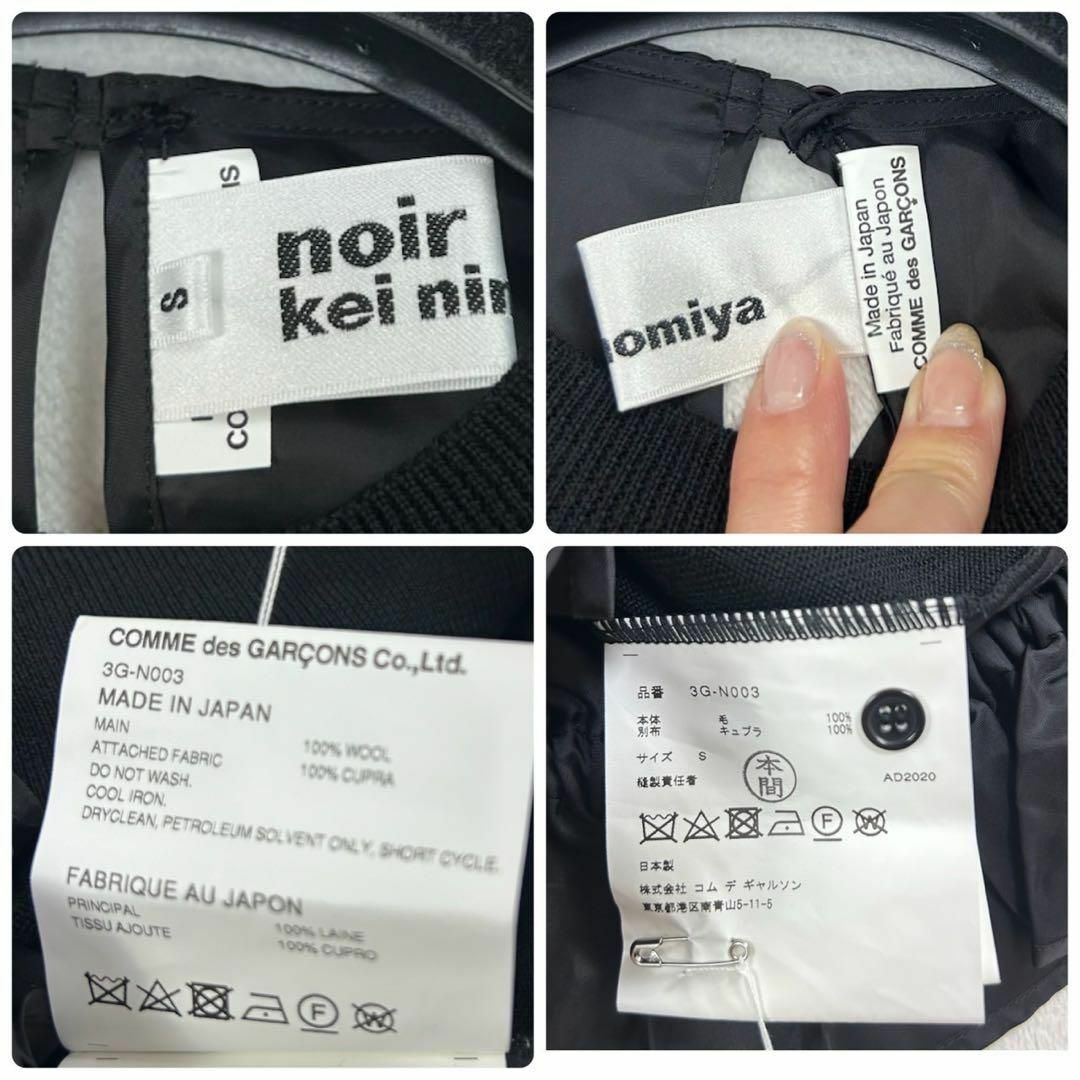 noir
kei nin
S
CO
omiya
Made in Japan
Fabriqué au Japon
COMME des GARÇONS
COMME des GARÇONS Co.,Ltd.
3G-N003
MADE IN JAPAN
MAIN 100% WOOL
ATTACHED FABRIC 100% CUPRA
DO NOT WASH.
COOL IRON.
DRYCLEAN, PETROLEUM SOLVENT ONLY, SHORT CYCLE.
FABRIQUE AU JAPON
PRINCIPAL 100% LAINE
TISSU AJOUTE 100% CUPRO
F W
品番 3G-N003
本体 毛 100%
別布 キュプラ 100%
サイズ S
縫製責任者 本間
AD2020
F W
日本製
株式会社 コム デ ギャルソン
東京都港区南青山5-11-5